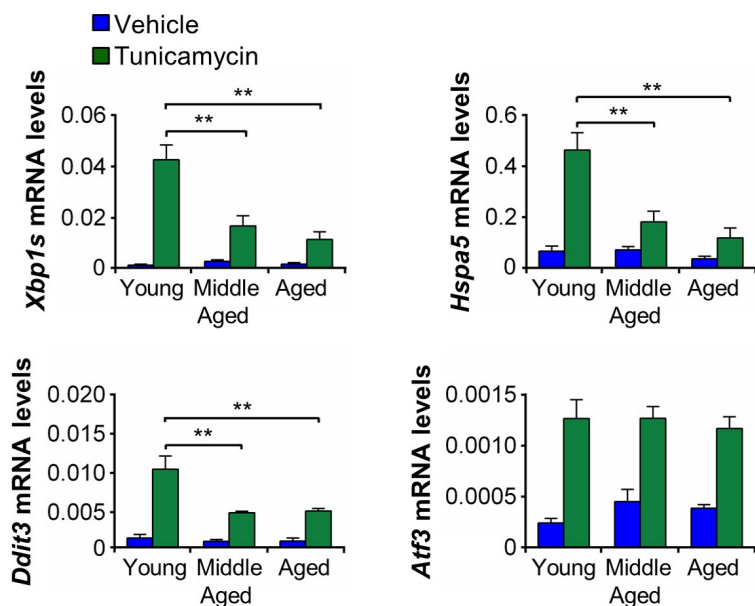 Vehicle
Tunicamycin
Xbp1s mRNA levels
0.06
0.04
0.02
0
**
**
Young Middle Aged Aged
Hspa5 mRNA levels
0.6
0.4
0.2
0
**
**
Young Middle Aged Aged
Ddit3 mRNA levels
0.020
0.015
0.010
0.005
0
**
**
Young Middle Aged Aged
Atf3 mRNA levels
0.0015
0.0010
0.0005
0
Young Middle Aged Aged